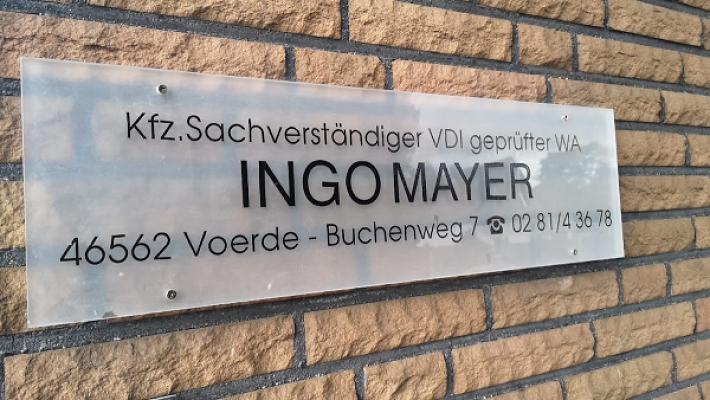 Kfz.Sachverständiger VDI geprüfter WA
INGO MAYER
46562 Voerde - Buchenweg 7 ☎ 02 81/4 36 78